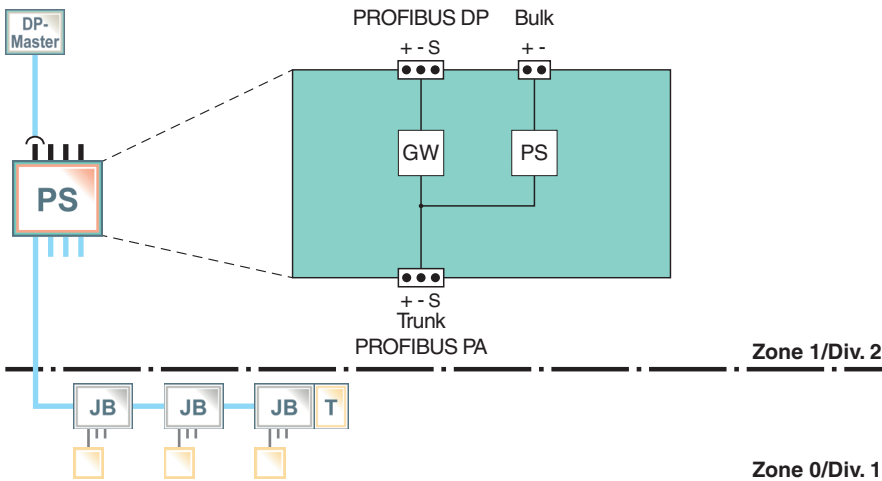 DP-
Master
PROFIBUS DP
Bulk
+ - S
+ -
GW
PS
PS
+ - S
Trunk
PROFIBUS PA
Zone 1/Div. 2
JB
JB
JB
T
Zone 0/Div. 1